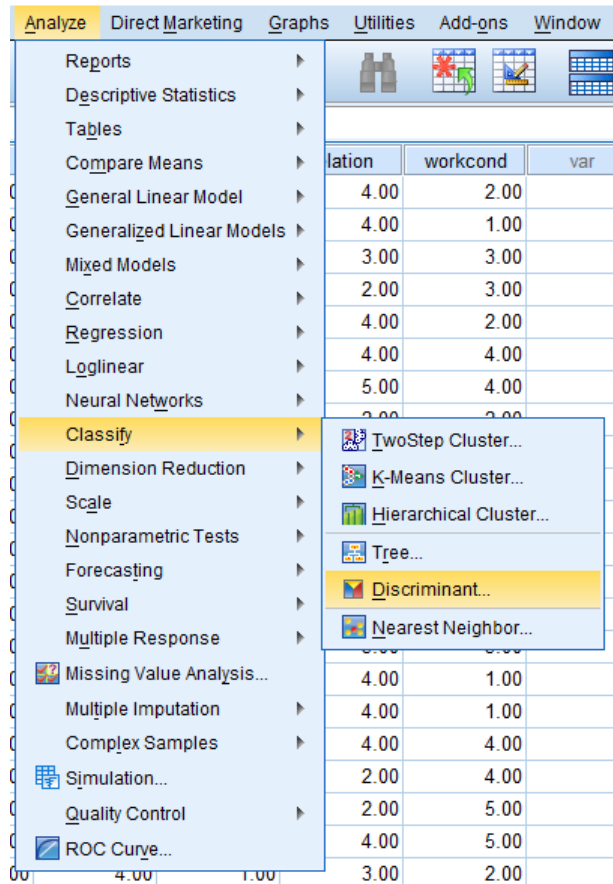 Analyze Direct Marketing Graphs Utilities Add-ons Window
Reports
Descriptive Statistics
Tables
Compare Means
General Linear Model
Generalized Linear Models
Mixed Models
Correlate
Regression
Loglinear
Neural Networks
Classify
Dimension Reduction
Scale
Nonparametric Tests
Forecasting
Survival
Multiple Response
Missing Value Analysis...
Multiple Imputation
Complex Samples
Simulation...
Quality Control
ROC Curve...
TwoStep Cluster...
K-Means Cluster...
Hierarchical Cluster...
Tree...
Discriminant...
Nearest Neighbor...
lation workcond var
4.00 2.00
4.00 1.00
3.00 3.00
2.00 3.00
4.00 2.00
4.00 4.00
5.00 4.00
4.00 1.00
4.00 1.00
4.00 4.00
2.00 4.00
2.00 5.00
4.00 5.00
00 4.00 1.00 3.00 2.00